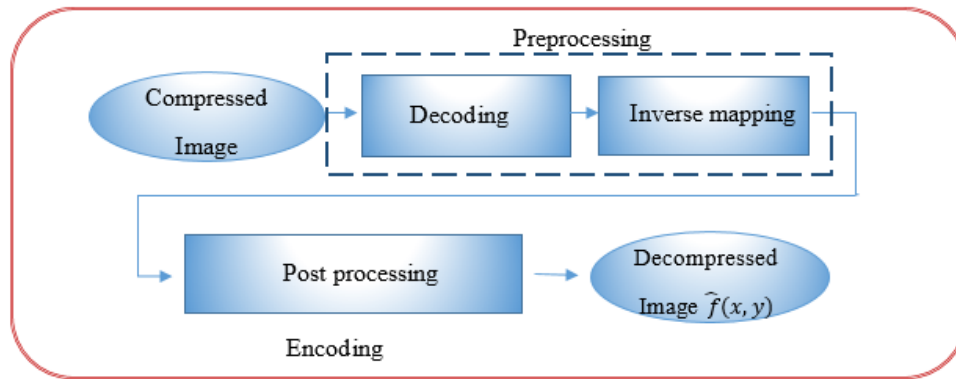 Preprocessing
Compressed
Image
Decoding
Inverse mapping
Post processing
Decompressed
Image f̂(x, y)
Encoding